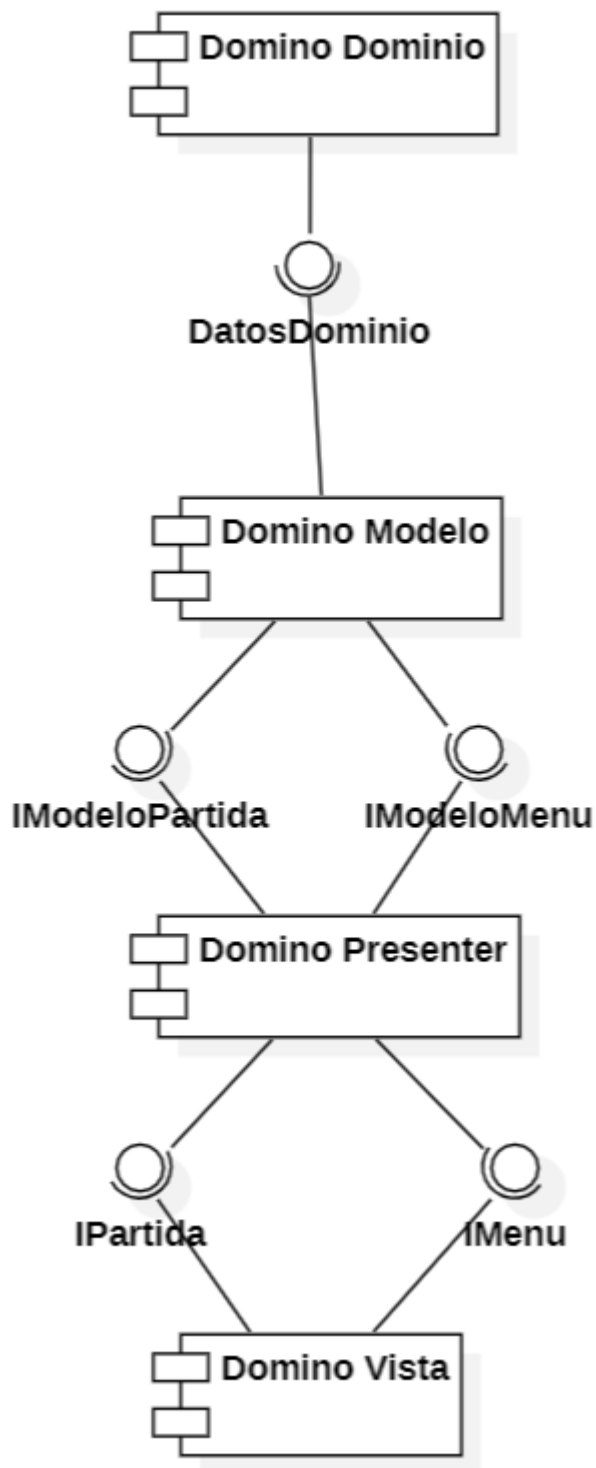 Domino Dominio
DatosDominio
Domino Modelo
IModeloPartida
IModeloMenu
Domino Presenter
IPartida
IMenu
Domino Vista